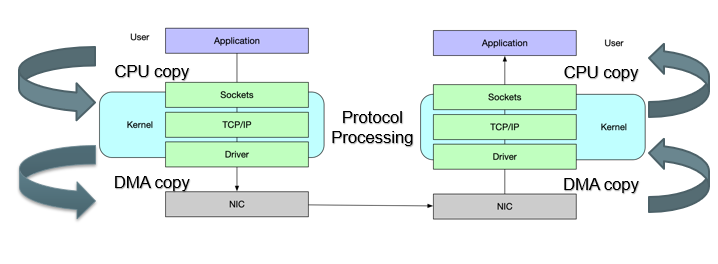 User
Application
Application
User
CPU copy
CPU copy
Sockets
Sockets
Kernel
TCP/IP
Protocol
Processing
TCP/IP
Kernel
Driver
Driver
DMA copy
DMA copy
NIC
NIC